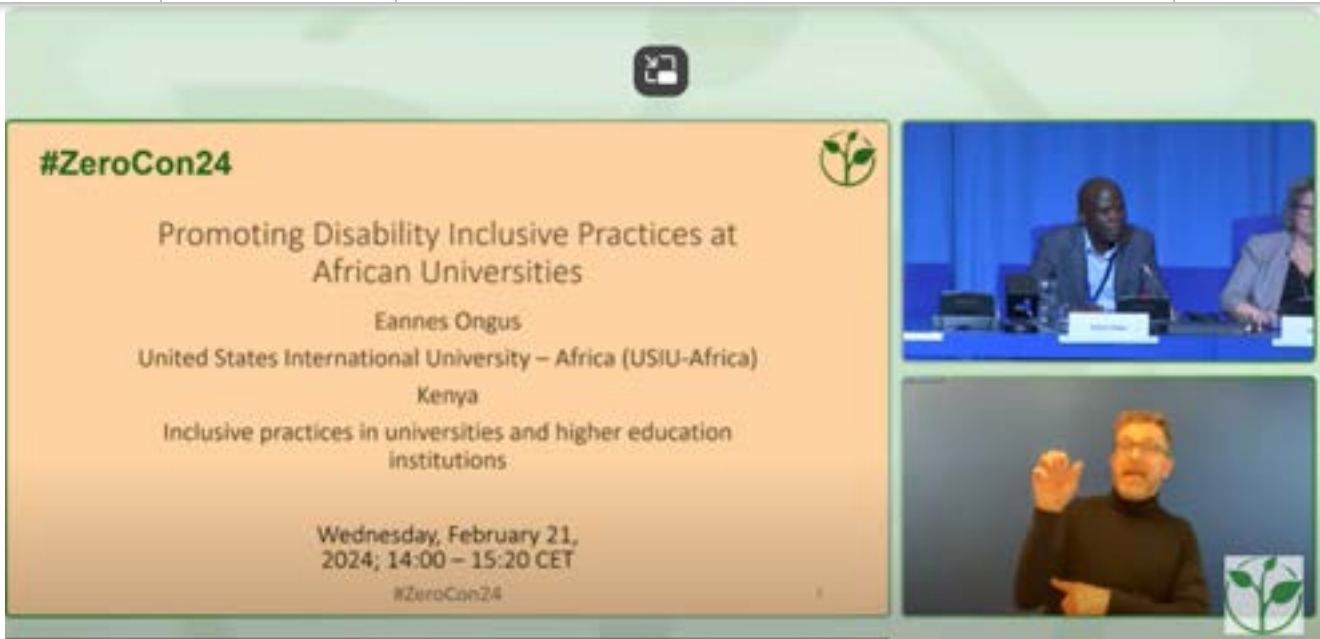 #ZeroCon24
Promoting Disability Inclusive Practices at
African Universities
Eannes Ongus
United States International University – Africa (USIU-Africa)
Kenya
Inclusive practices in universities and higher education
institutions
Wednesday, February 21,
2024; 14:00 – 15:20 CET
#ZeroCon24